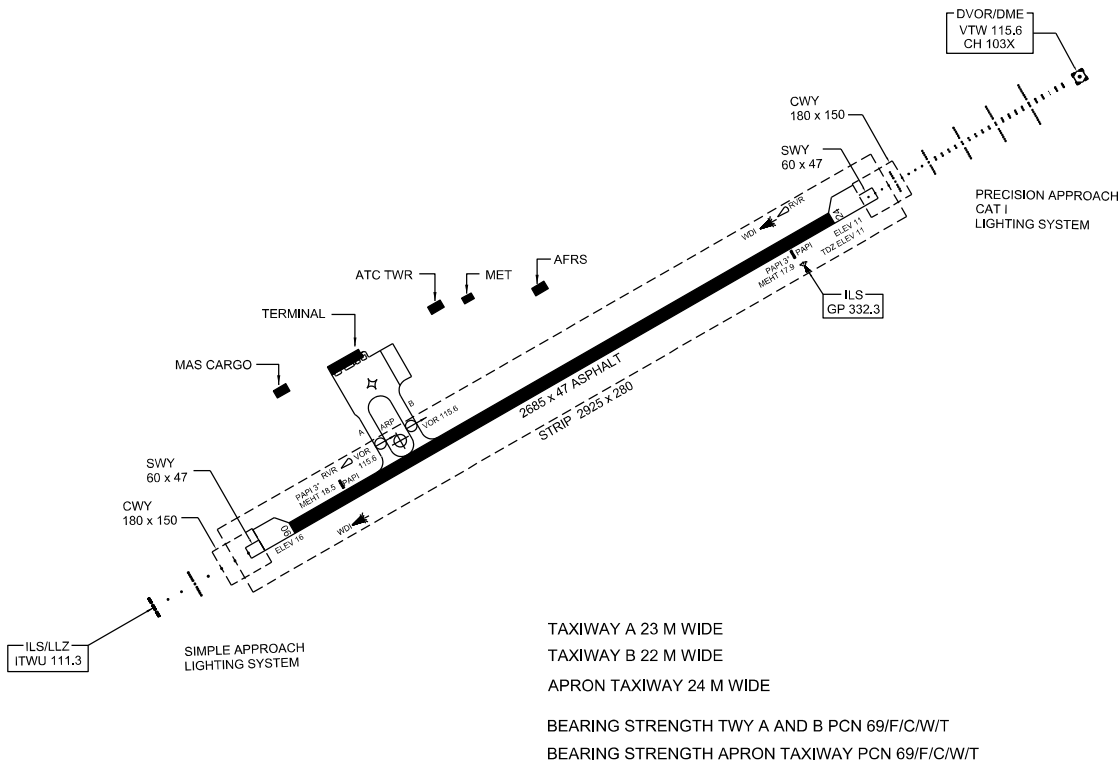 DVOR/DME
VTW 115.6
CH 103X
CWY
180 x 150
SWY
60 x 47
PRECISION APPROACH
CAT I
LIGHTING SYSTEM
RVR
WDI
24
ELEV 11
TDZ ELEV 11
PAPI
PAPI 3°
MEHT 17.9
ILS
GP 332.3
AFRS
MET
ATC TWR
TERMINAL
MAS CARGO
2685 x 47 ASPHALT
STRIP 2925 x 280
A
ARP
B
VOR 115.6
VOR
115.6
RVR
PAPI 3°
MEHT 18.5
PAPI
SWY
60 x 47
CWY
180 x 150
06
ELEV 16
WDI
ILS/LLZ
ITWU 111.3
SIMPLE APPROACH
LIGHTING SYSTEM
TAXIWAY A 23 M WIDE
TAXIWAY B 22 M WIDE
APRON TAXIWAY 24 M WIDE
BEARING STRENGTH TWY A AND B PCN 69/F/C/W/T
BEARING STRENGTH APRON TAXIWAY PCN 69/F/C/W/T